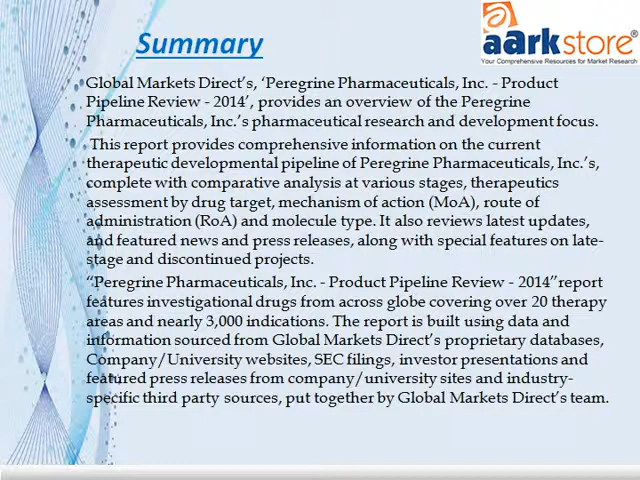 Summary
aarkstore®
Your Comprehensive Resources for Market Research
Global Markets Direct's, 'Peregrine Pharmaceuticals, Inc. - Product
Pipeline Review - 2014', provides an overview of the Peregrine
Pharmaceuticals, Inc.'s pharmaceutical research and development focus.
This report provides comprehensive information on the current
therapeutic developmental pipeline of Peregrine Pharmaceuticals, Inc.'s,
complete with comparative analysis at various stages, therapeutics
assessment by drug target, mechanism of action (MoA), route of
administration (RoA) and molecule type. It also reviews latest updates,
and featured news and press releases, along with special features on late-
stage and discontinued projects.
"Peregrine Pharmaceuticals, Inc. - Product Pipeline Review - 2014"report
features investigational drugs from across globe covering over 20 therapy
areas and nearly 3,000 indications. The report is built using data and
information sourced from Global Markets Direct's proprietary databases,
Company/University websites, SEC filings, investor presentations and
featured press releases from company/university sites and industry-
specific third party sources, put together by Global Markets Direct's team.